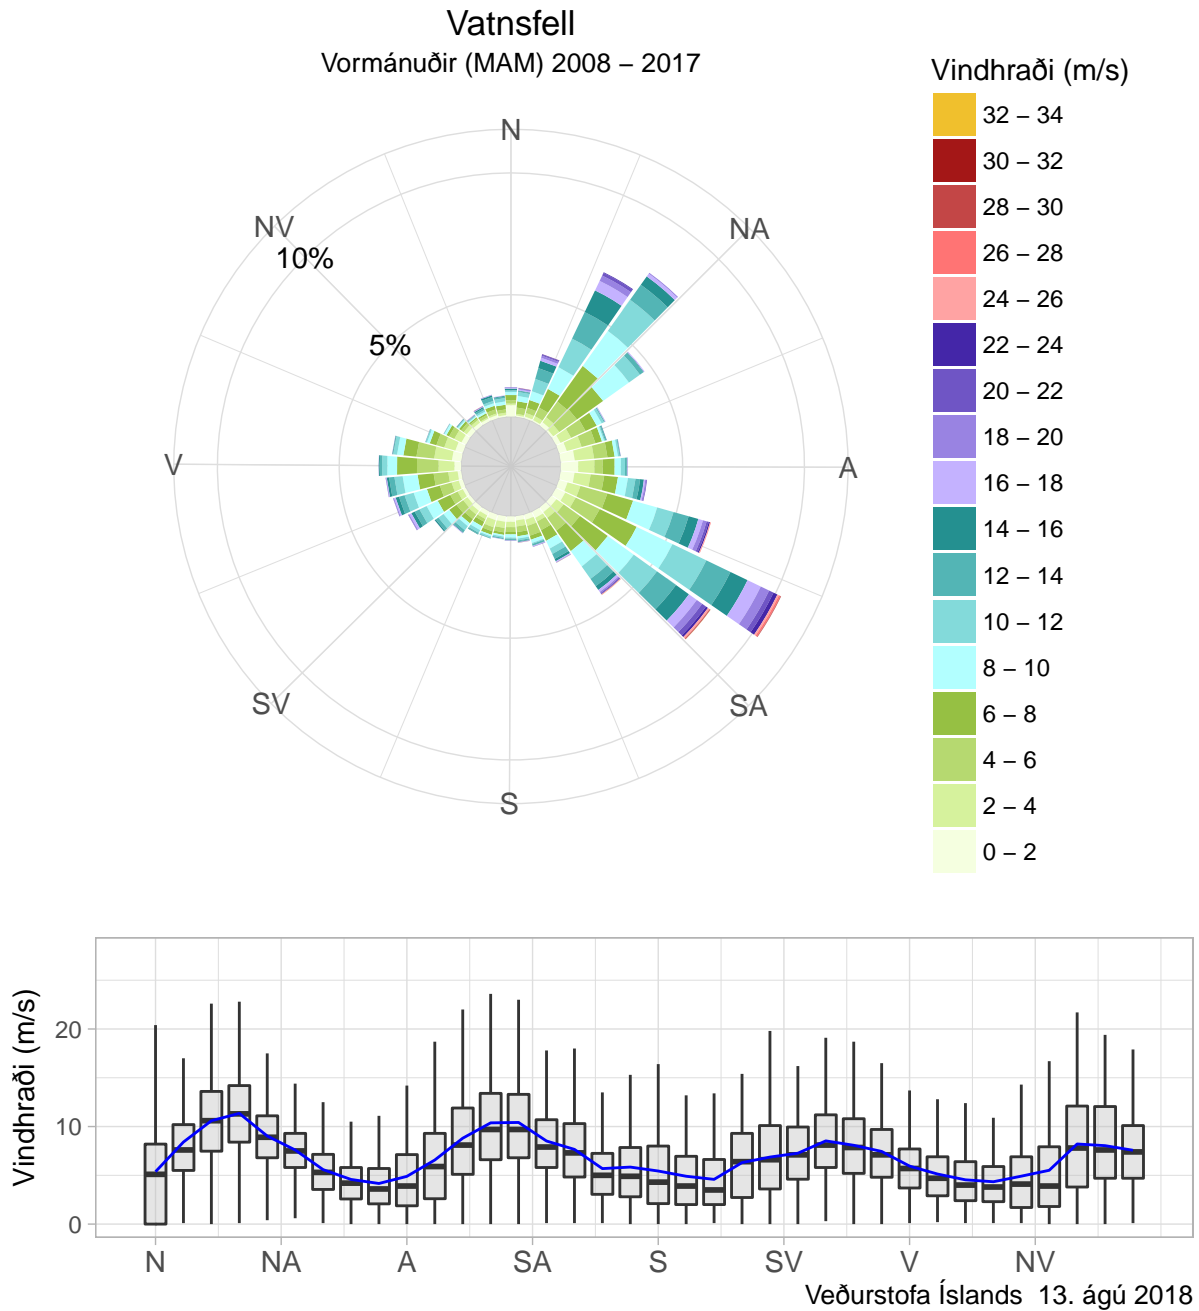 Vatnsfell
Vormánuðir (MAM) 2008 – 2017
Vindhraði (m/s)
32 – 34
30 – 32
28 – 30
26 – 28
24 – 26
22 – 24
20 – 22
18 – 20
16 – 18
14 – 16
12 – 14
10 – 12
8 – 10
6 – 8
4 – 6
2 – 4
0 – 2
N
NV
NA
10%
5%
V
A
SV
SA
S
Vindhraði (m/s)
20
10
0
N NA A SA S SV V NV
Veðurstofa Íslands 13. ágú 2018